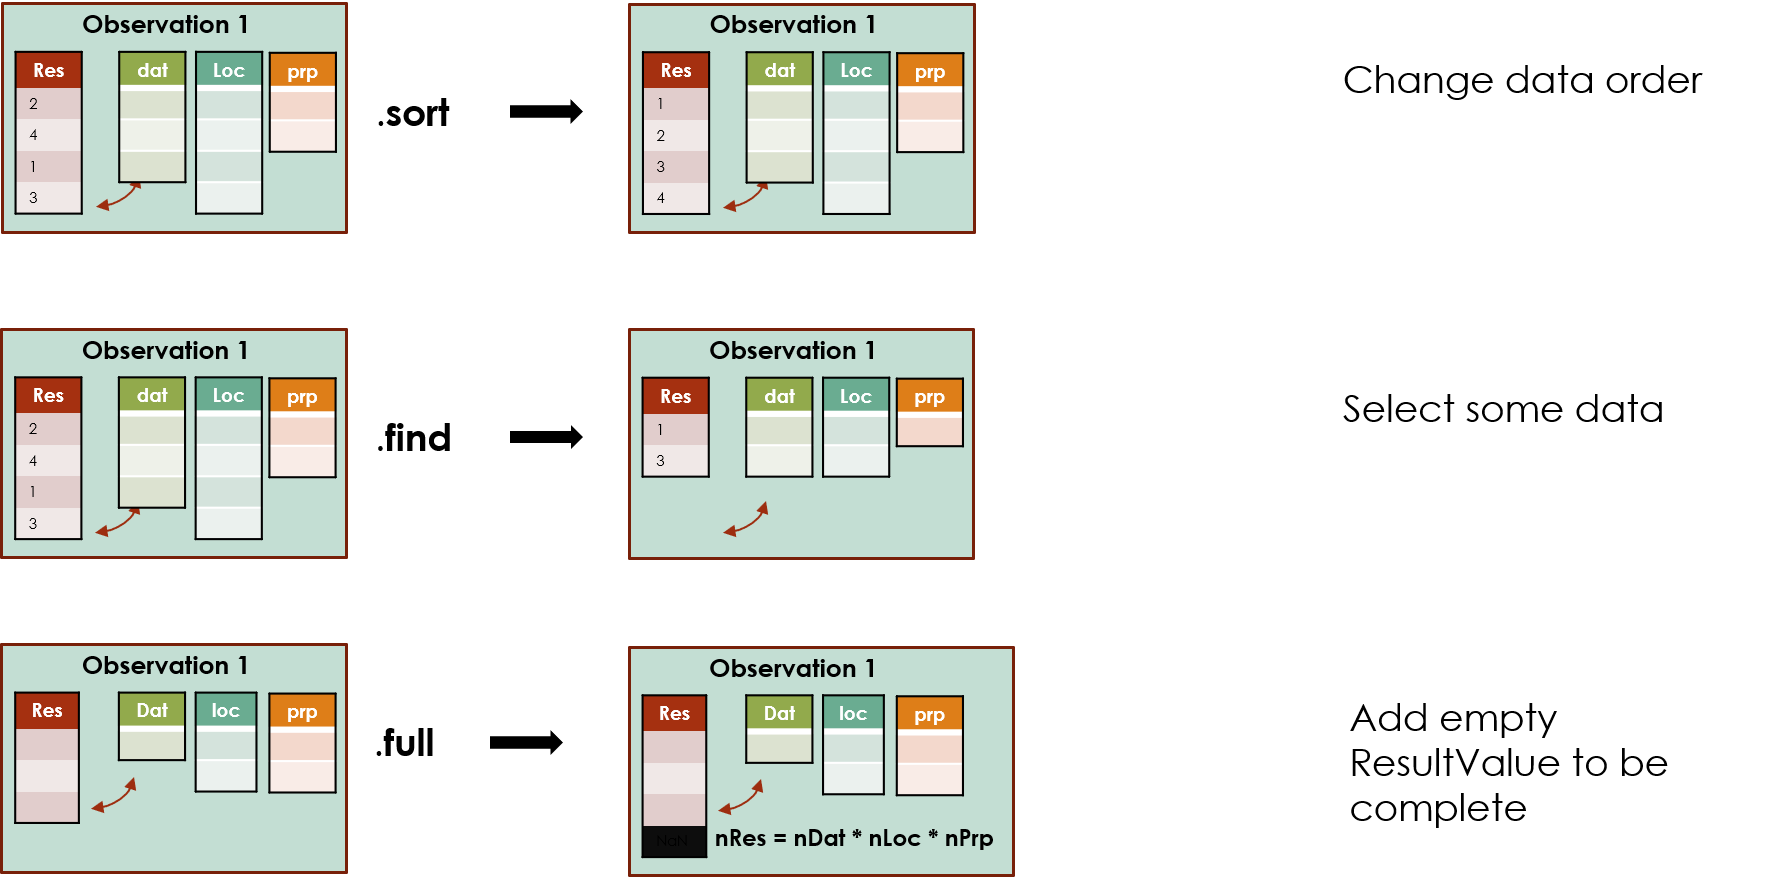 Observation 1
Res dat Loc prp
2
4
1
3
.sort
Observation 1
Res dat Loc prp
1
2
3
4
Change data order
Observation 1
Res dat Loc prp
2
4
1
3
.find
Observation 1
Res dat Loc prp
1
3
Select some data
Observation 1
Res Dat loc prp
.full
Observation 1
Res Dat loc prp
NaN nRes = nDat * nLoc * nPrp
Add empty
ResultValue to be
complete